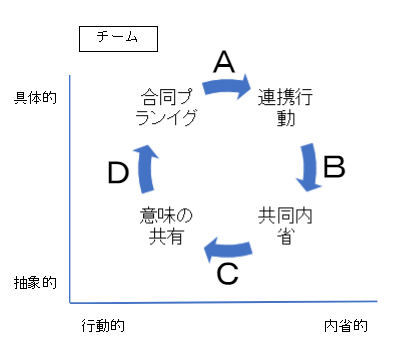 チーム
A
具体的
合同プ
ランイグ
連携行
動
D
B
意味の
共有
共同内
省
C
抽象的
行動的
内省的